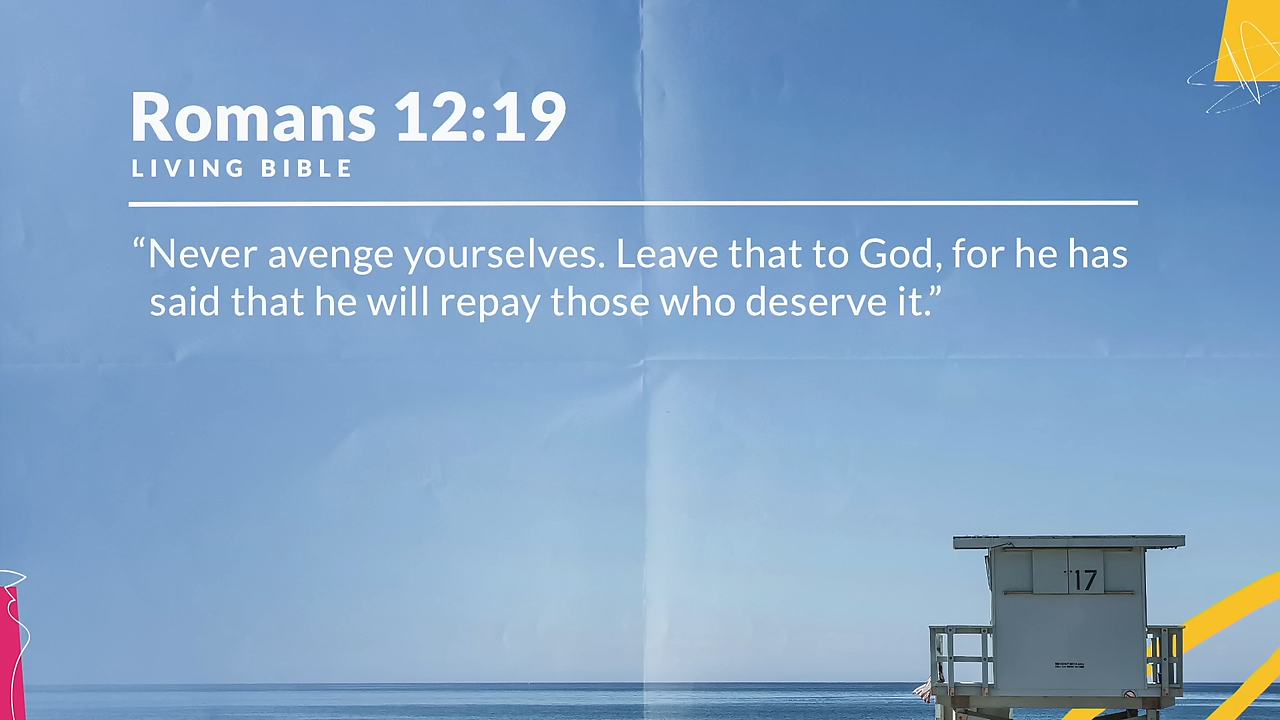 Romans 12:19
LIVING BIBLE
“Never avenge yourselves. Leave that to God, for he has
said that he will repay those who deserve it.”
17